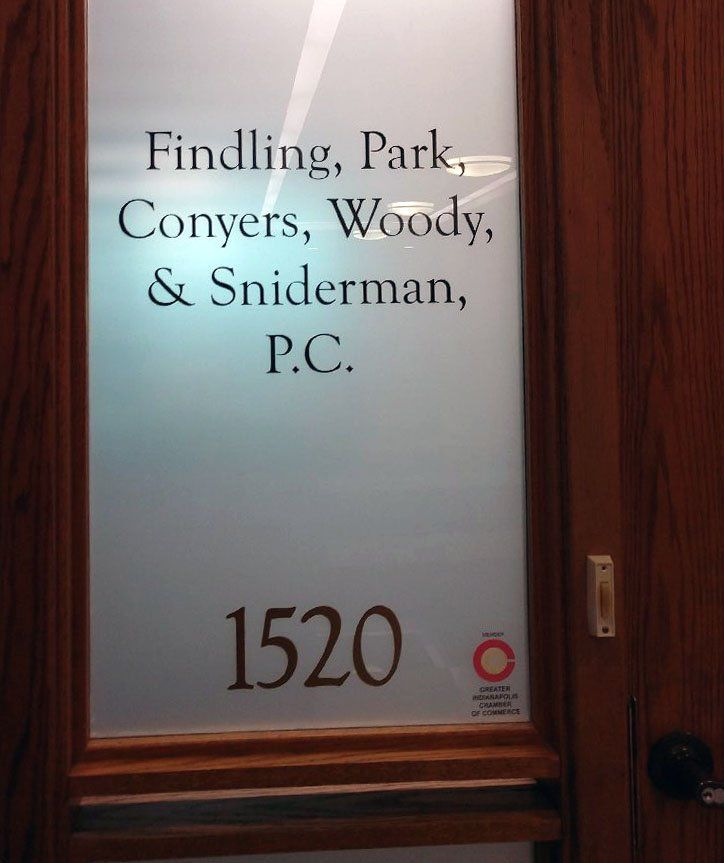 Findling, Park,
Conyers, Woody,
& Sniderman,
P.C.
1520
MEMBER
GREATER
INDIANAPOLIS
CHAMBER
OF COMMERCE